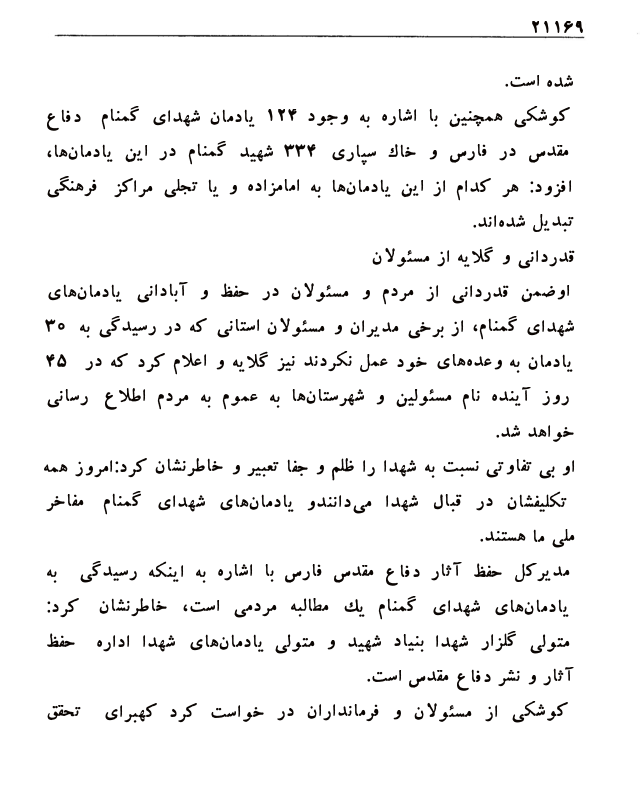 ۲۱۱۶۹
شده است.
کوشکی همچنین با اشاره به وجود ۱۲۴ یادمان شهدای گمنام دفاع
مقدس در فارس و خاك سپاری ۳۳۴ شهید گمنام در این یادمان‌ها،
افزود: هر کدام از این یادمان‌ها به امامزاده و یا تجلی مراکز فرهنگی
تبدیل شده‌اند.
قدردانی و گلایه از مسئولان
اوضمن قدردانی از مردم و مسئولان در حفظ و آبادانی یادمان‌های
شهدای گمنام، از برخی مدیران و مسئولان استانی که در رسیدگی به ۳۰
یادمان به وعده‌های خود عمل نکردند نیز گلایه و اعلام کرد که در ۴۵
روز آینده نام مسئولین و شهرستان‌ها به عموم به مردم اطلاع رسانی
خواهد شد.
او بی تفاوتی نسبت به شهدا را ظلم و جفا تعبیر و خاطرنشان کرد:امروز همه
تکلیفشان در قبال شهدا می‌دانندو یادمان‌های شهدای گمنام مفاخر
ملی ما هستند.
مدیرکل حفظ آثار دفاع مقدس فارس با اشاره به اینکه رسیدگی به
یادمان‌های شهدای گمنام یك مطالبه مردمی است، خاطرنشان کرد:
متولی گلزار شهدا بنیاد شهید و متولی یادمان‌های شهدا اداره حفظ
آثار و نشر دفاع مقدس است.
کوشکی از مسئولان و فرمانداران در خواست کرد کهبرای تحقق